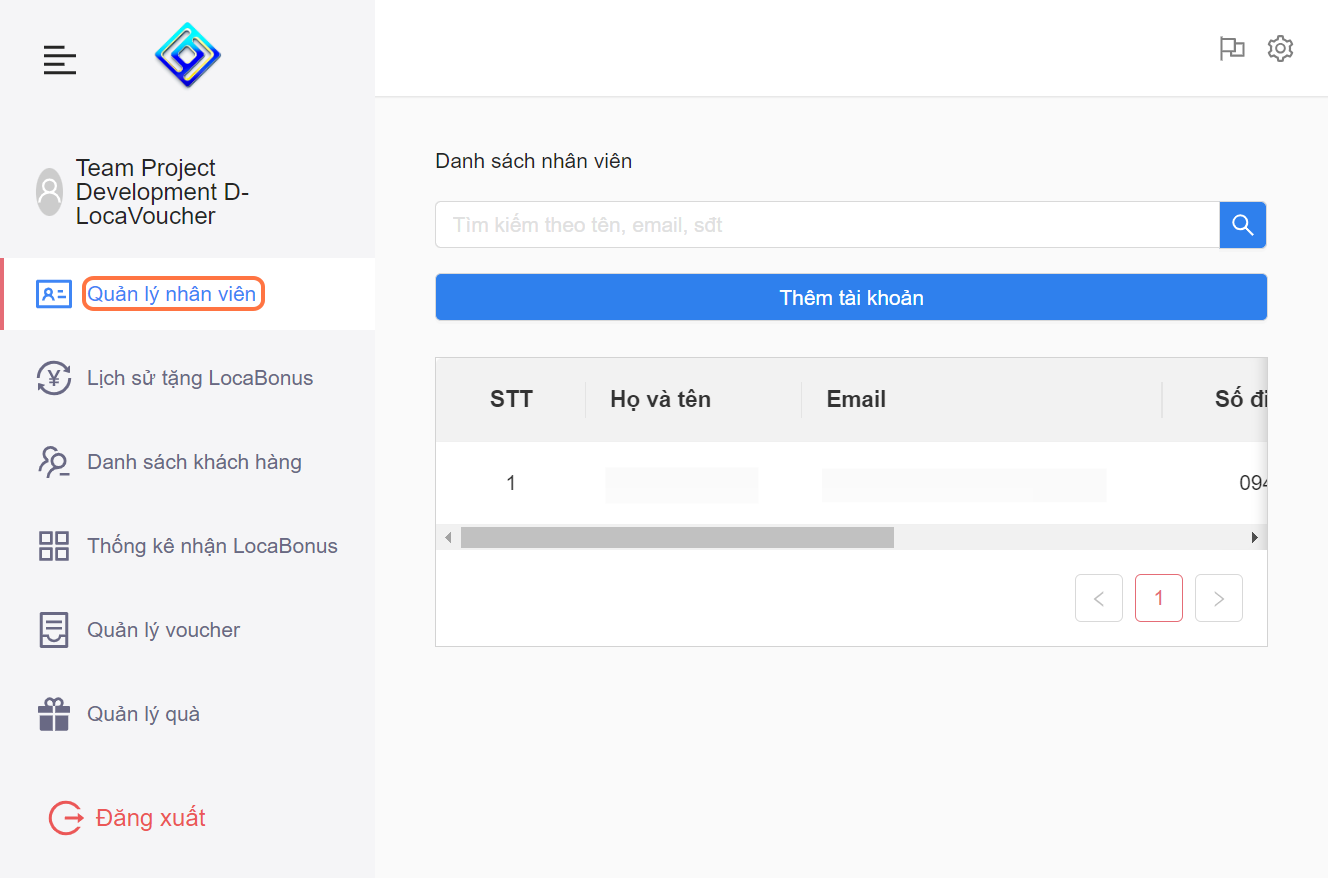 Team Project
Development D-
LocaVoucher
Quản lý nhân viên
Lịch sử tặng LocaBonus
Danh sách khách hàng
Thống kê nhận LocaBonus
Quản lý voucher
Quản lý quà
Đăng xuất
Danh sách nhân viên
Tìm kiếm theo tên, email, sđt
Thêm tài khoản
STT Họ và tên Email Số đi
1 094
1